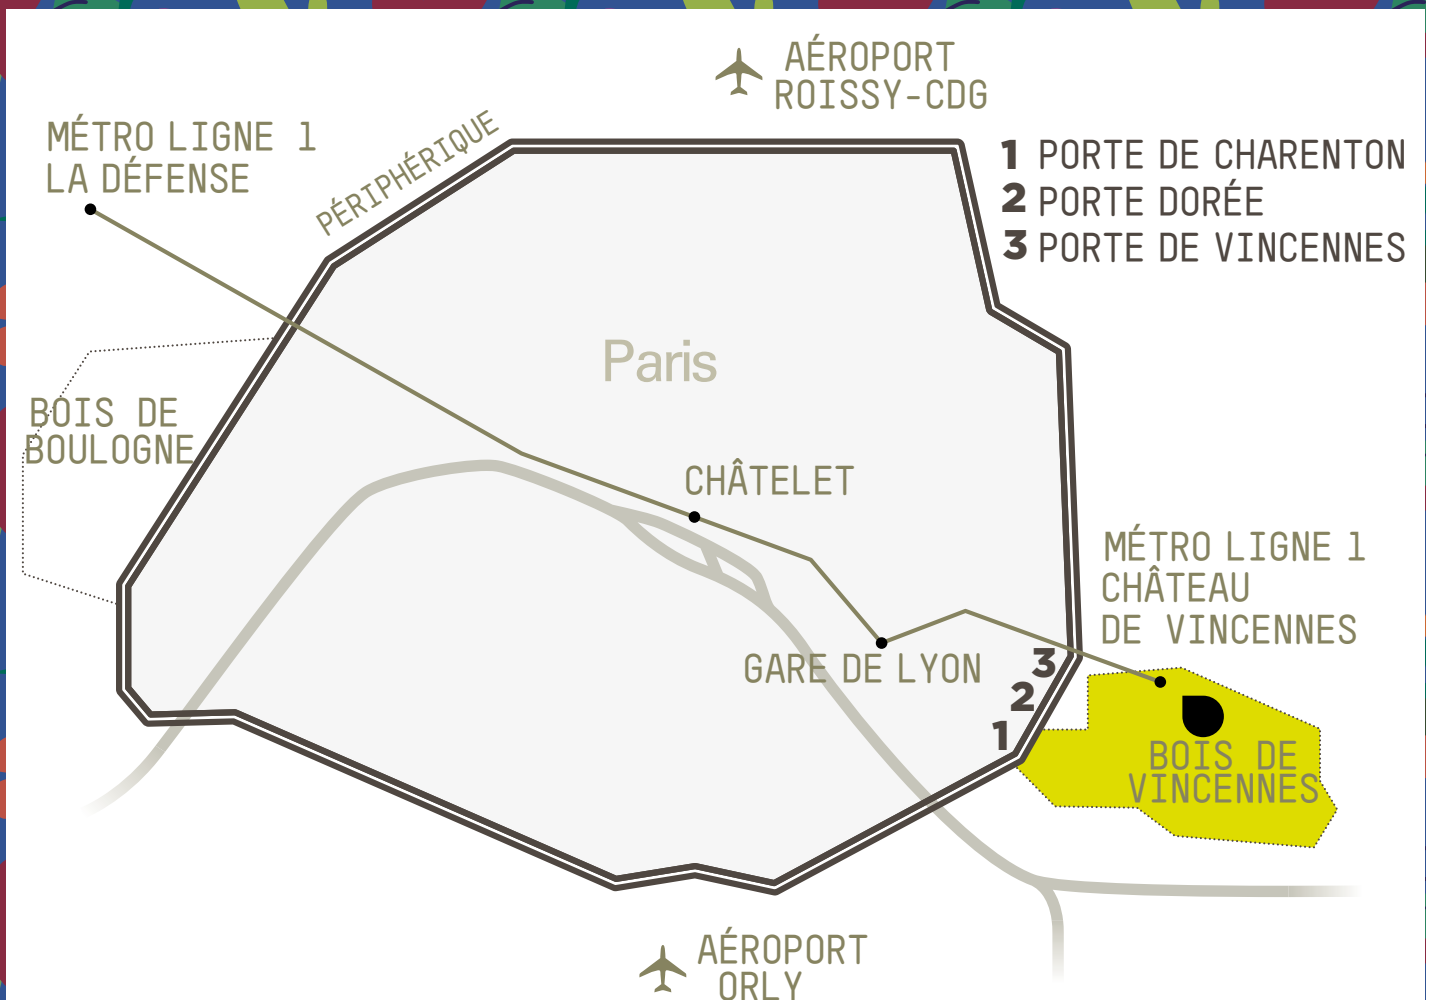 AÉROPORT
ROISSY-CDG
MÉTRO LIGNE 1
LA DÉFENSE
PÉRIPHÉRIQUE
1 PORTE DE CHARENTON
2 PORTE DORÉE
3 PORTE DE VINCENNES
Paris
BOIS DE
BOULOGNE
CHÂTELET
MÉTRO LIGNE 1
CHÂTEAU
DE VINCENNES
GARE DE LYON
3
2
1
BOIS DE
VINCENNES
AÉROPORT
ORLY